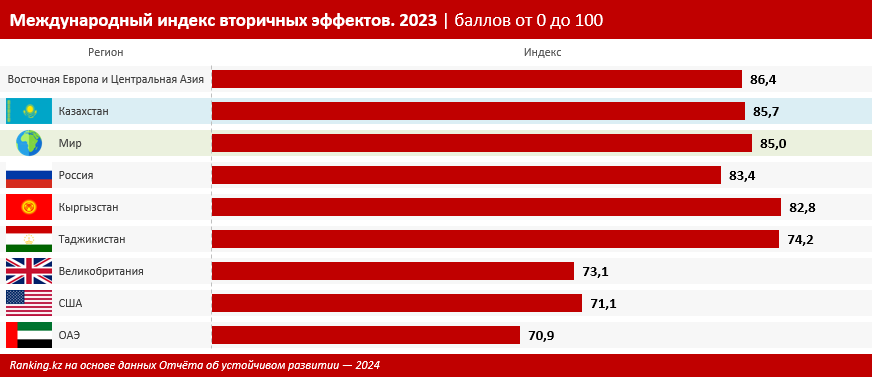 Международный индекс вторичных эффектов. 2023 | баллов от 0 до 100
Регион Индекс
Восточная Европа и Центральная Азия 86,4
Казахстан 85,7
Мир 85,0
Россия 83,4
Кыргызстан 82,8
Таджикистан 74,2
Великобритания 73,1
США 71,1
ОАЭ 70,9
Ranking.kz на основе данных Отчёта об устойчивом развитии — 2024